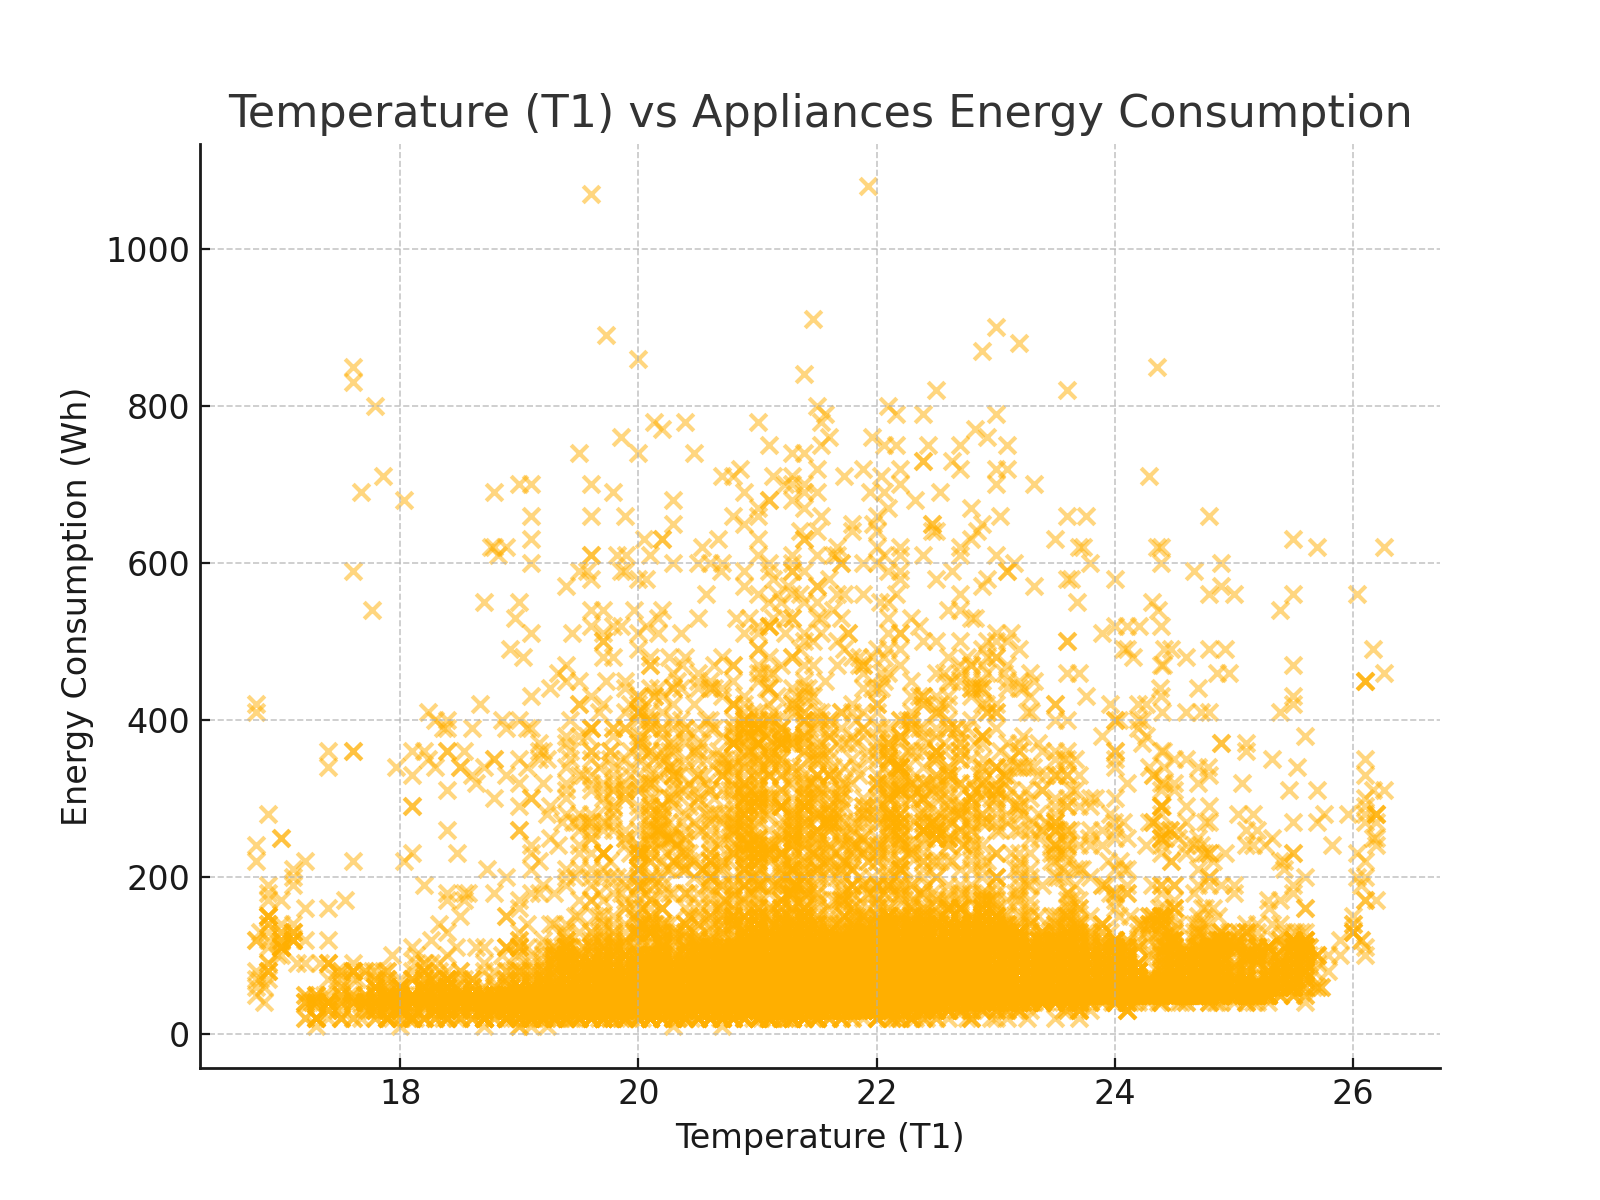 Temperature (T1) vs Appliances Energy Consumption
1000
800
600
400
200
0
Energy Consumption (Wh)
18 20 22 24 26
Temperature (T1)